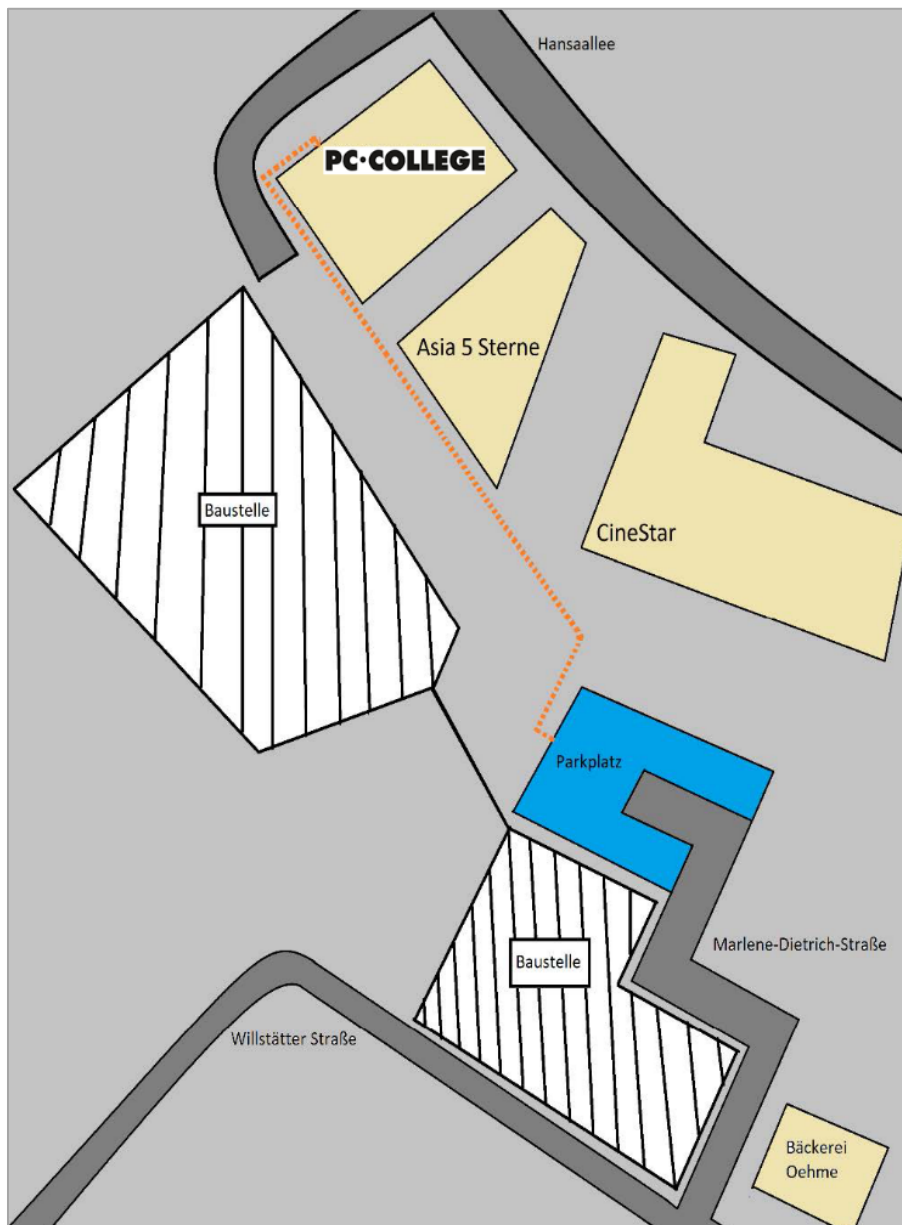 Hansaallee
PC·COLLEGE
Asia 5 Sterne
Baustelle
CineStar
Parkplatz
Marlene-Dietrich-Straße
Baustelle
Willstätter Straße
Bäckerei
Oehme